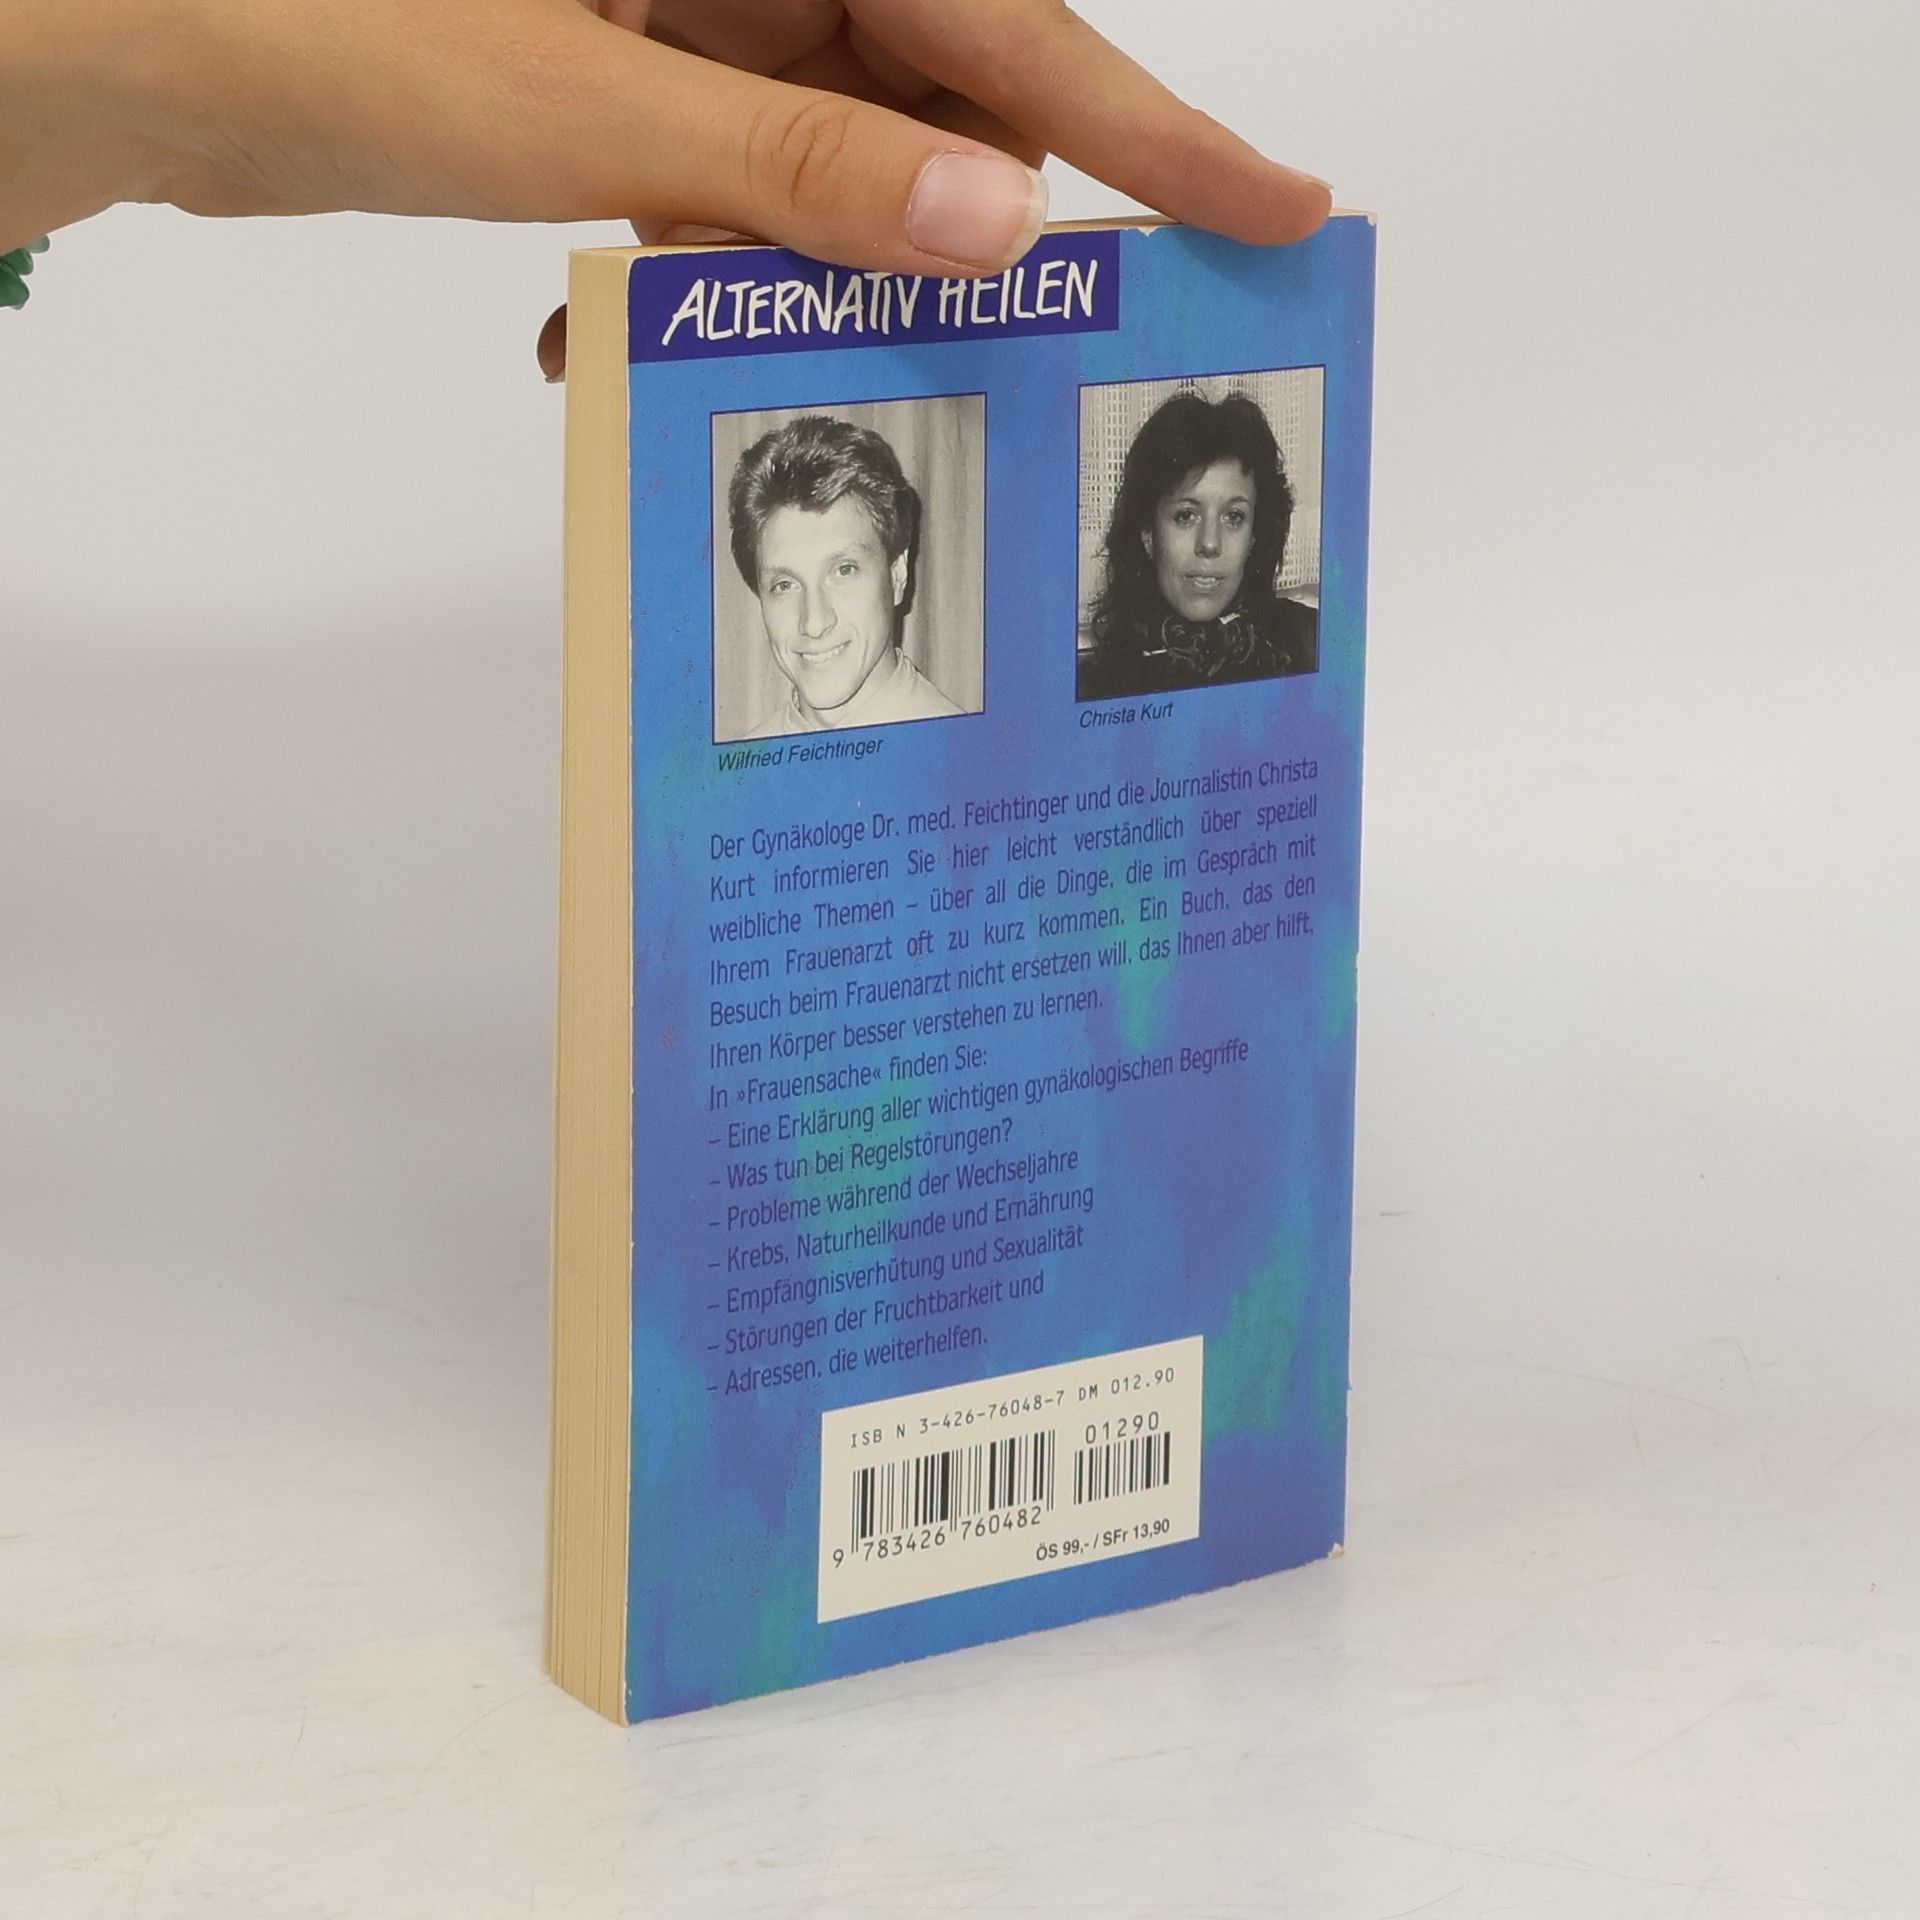 ALTERNATIV HEILEN
Wilfried Feichtinger
Christa Kurt
Der Gynäkologe Dr. med. Feichtinger und die Journalistin Christa
Kurt informieren Sie hier leicht verständlich über speziell
weibliche Themen – über all die Dinge, die im Gespräch mit
Ihrem Frauenarzt oft zu kurz kommen. Ein Buch, das den
Besuch beim Frauenarzt nicht ersetzen will, das Ihnen aber hilft,
Ihren Körper besser verstehen zu lernen.
In »Frauensache« finden Sie:
– Eine Erklärung aller wichtigen gynäkologischen Begriffe
– Was tun bei Regelstörungen?
– Probleme während der Wechseljahre
– Krebs, Naturheilkunde und Ernährung
– Empfängnisverhütung und Sexualität
– Störungen der Fruchtbarkeit und
– Adressen, die weiterhelfen.
ISB N 3-426-76048-7 DM 012.90
01290
9 783426 760482
ÖS 99,- / SFr 13,90